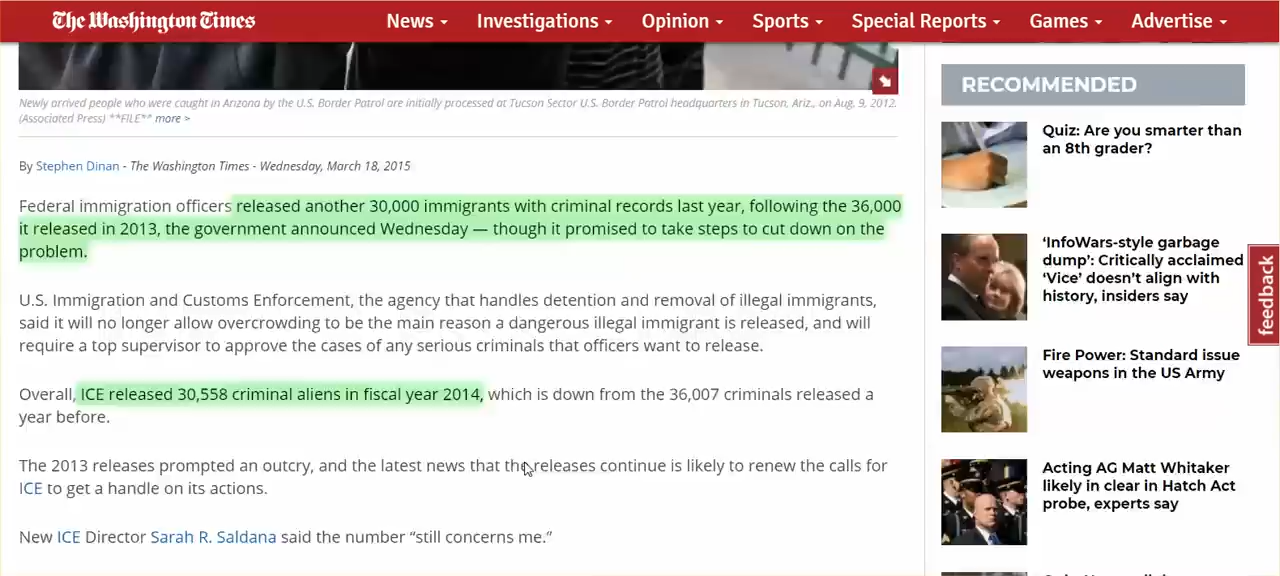 The Washington Times
News Investigations Opinion Sports Special Reports Games Advertise
Newly arrived people who were caught in Arizona by the U.S. Border Patrol are initially processed at Tucson Sector U.S. Border Patrol headquarters in Tucson, Ariz., on Aug. 9, 2012.
(Associated Press) **FILE** more >
By Stephen Dinan - The Washington Times - Wednesday, March 18, 2015
Federal immigration officers released another 30,000 immigrants with criminal records last year, following the 36,000
it released in 2013, the government announced Wednesday — though it promised to take steps to cut down on the
problem.
U.S. Immigration and Customs Enforcement, the agency that handles detention and removal of illegal immigrants,
said it will no longer allow overcrowding to be the main reason a dangerous illegal immigrant is released, and will
require a top supervisor to approve the cases of any serious criminals that officers want to release.
Overall, ICE released 30,558 criminal aliens in fiscal year 2014, which is down from the 36,007 criminals released a
year before.
The 2013 releases prompted an outcry, and the latest news that the releases continue is likely to renew the calls for
ICE to get a handle on its actions.
New ICE Director Sarah R. Saldana said the number “still concerns me.”
RECOMMENDED
Quiz: Are you smarter than
an 8th grader?
‘InfoWars-style garbage
dump’: Critically acclaimed
‘Vice’ doesn’t align with
history, insiders say
Fire Power: Standard issue
weapons in the US Army
Acting AG Matt Whitaker
likely in clear in Hatch Act
probe, experts say
feedback